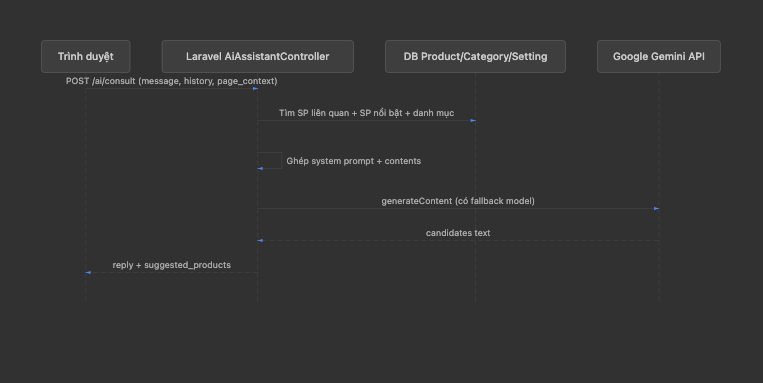 Trình duyệt
Laravel AiAssistantController
DB Product/Category/Setting
Google Gemini API
POST /ai/consult (message, history, page_context)
Tìm SP liên quan + SP nổi bật + danh mục
Ghép system prompt + contents
generateContent (có fallback model)
candidates text
reply + suggested_products